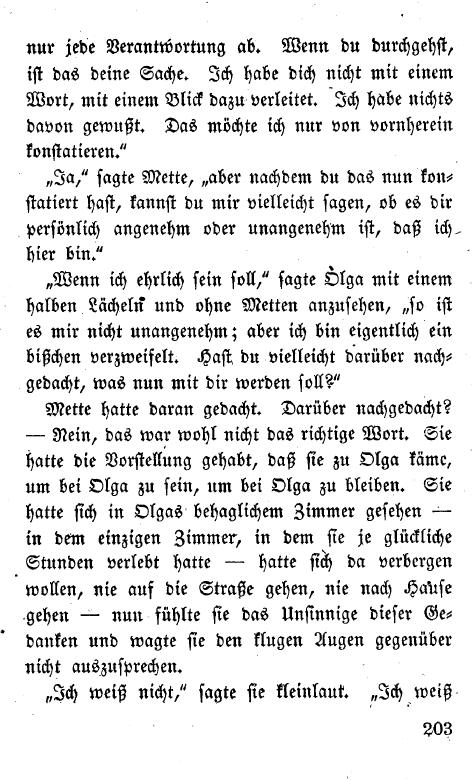 nur jede Verantwortung ab. Wenn du durchgehst,
ist das deine Sache. Ich habe dich nicht mit einem
Wort, mit einem Blick dazu verleitet. Ich habe nichts
davon gewußt. Das möchte ich nur von vornherein
konstatieren.“
„Ja,“ sagte Mette, „aber nachdem du das nun kon-
statiert hast, kannst du mir vielleicht sagen, ob es dir
persönlich angenehm oder unangenehm ist, daß ich
hier bin.“
„Wenn ich ehrlich sein soll,“ sagte Olga mit einem
halben Lächeln und ohne Metten anzusehen, „so ist
es mir nicht unangenehm; aber ich bin eigentlich ein
bißchen verzweifelt. Hast du vielleicht darüber nach-
gedacht, was nun mit dir werden soll?“
Mette hatte daran gedacht. Darüber nachgedacht?
— Nein, das war wohl nicht das richtige Wort. Sie
hatte die Vorstellung gehabt, daß sie zu Olga käme,
um bei Olga zu sein, um bei Olga zu bleiben. Sie
hatte sich in Olgas behaglichem Zimmer gesehen —
in dem einzigen Zimmer, in dem sie je glückliche
Stunden verlebt hatte — hatte sich da verbergen
wollen, nie auf die Straße gehen, nie nach Hause
gehen — nun fühlte sie das Unsinnige dieser Ge-
danken und wagte sie den klugen Augen gegenüber
nicht auszusprechen.
„Ich weiß nicht,“ sagte sie kleinlaut. „Ich weiß
203